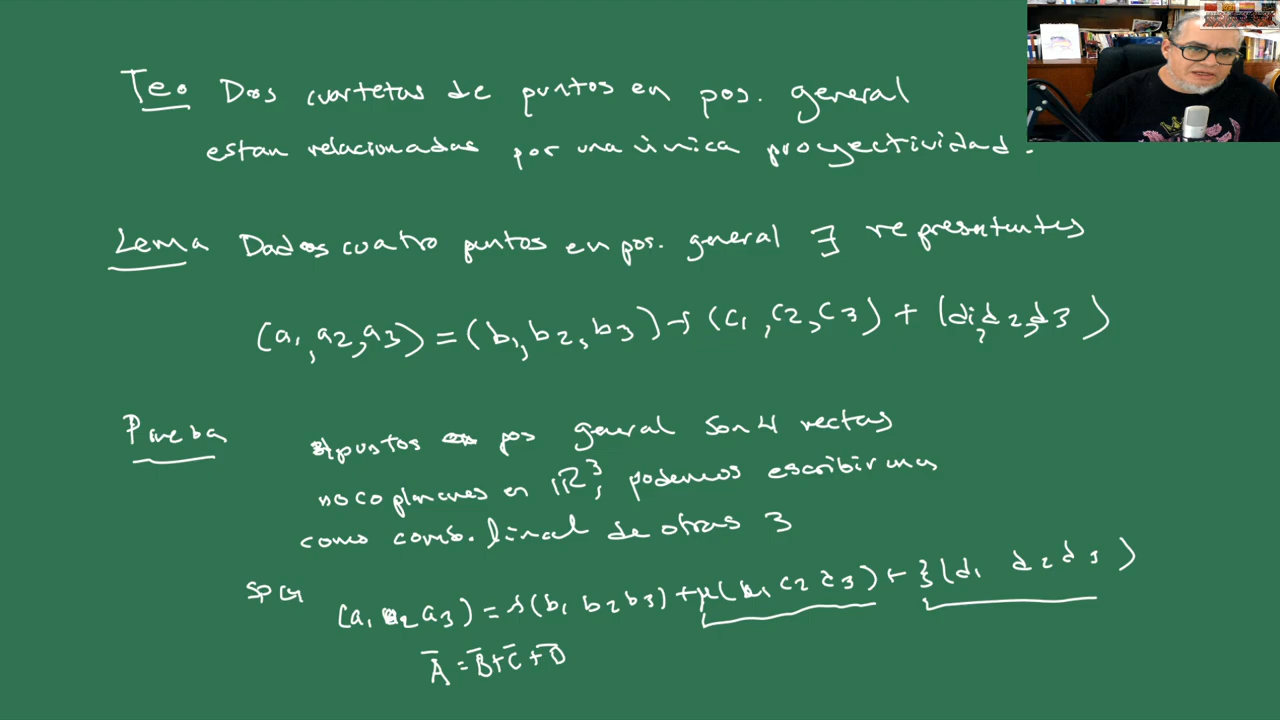 Teo Dos cuartetas de puntos en pos. general
estan relacionadas por una única proyectividad.
Lema Dados cuatro puntos en pos. general ∃ representantes
(a1, a2, a3) = (b1, b2, b3) + (c1, c2, c3) + (d1, d2, d3)
Prueba 4 puntos en pos general son 4 rectas
no coplanares en ℝ³, podemos escribir una
como comb. lineal de otras 3
(a1 a2 a3) = λ(b1 b2 b3) + μ(c1 c2 c3) + ξ(d1 d2 d3)
A̅ = B̅ + C̅ + D̅